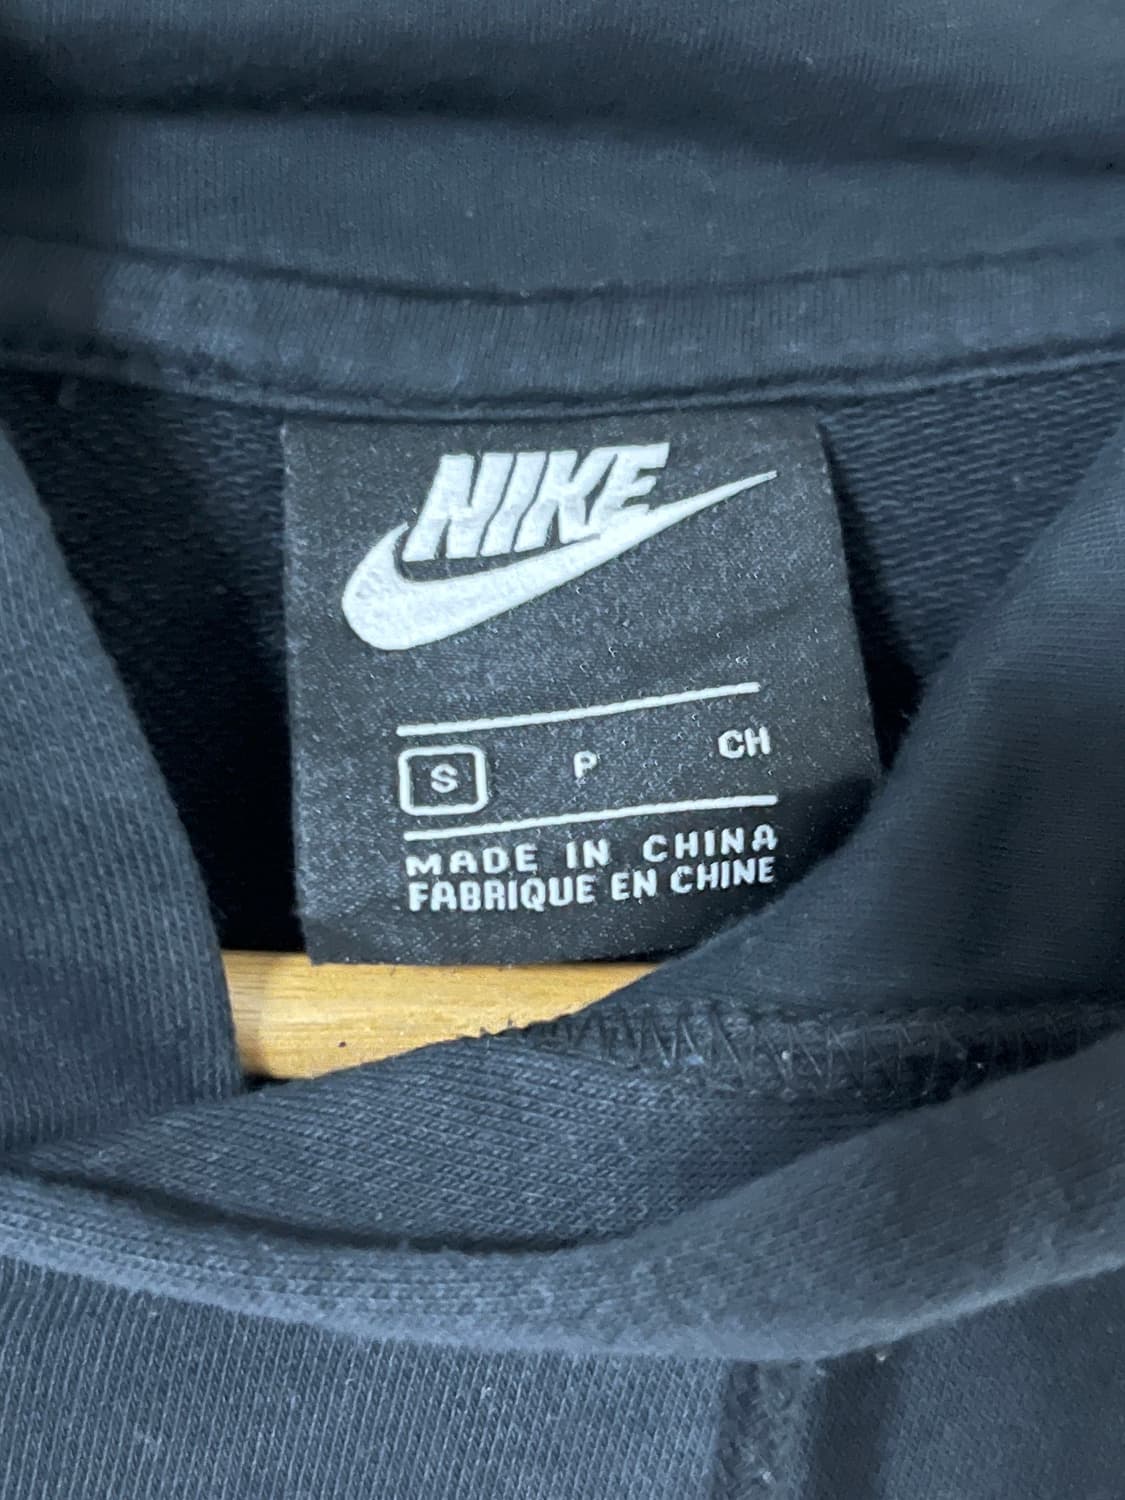 NIKE
S P CH
MADE IN CHINA
FABRIQUE EN CHINE